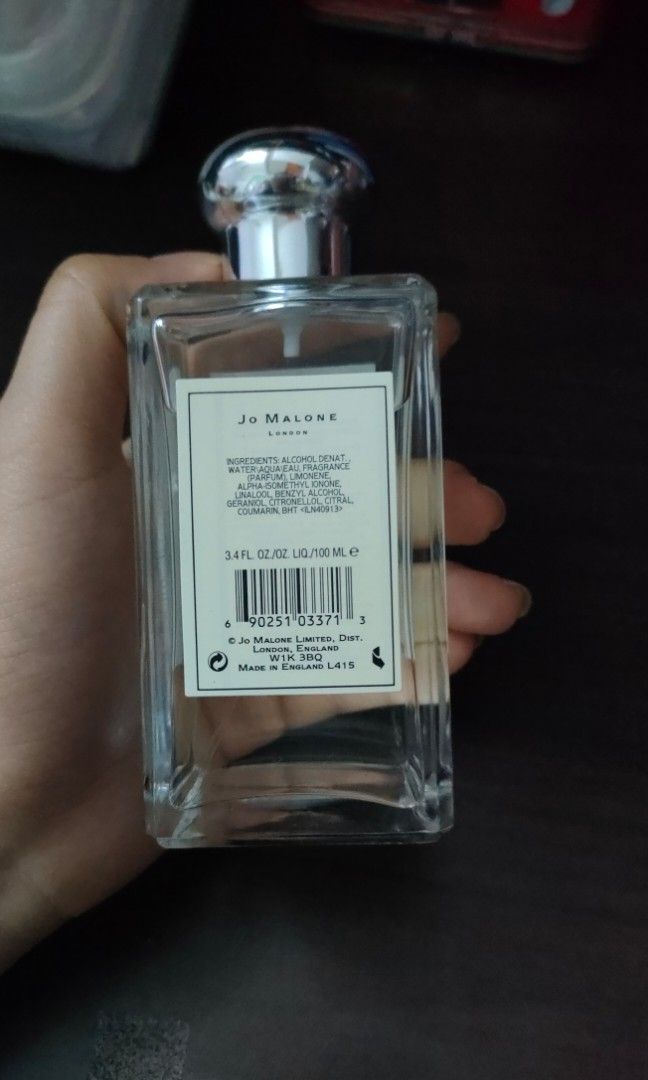 JO MALONE
LONDON
INGREDIENTS: ALCOHOL DENAT.,
WATER\AQUA\EAU, FRAGRANCE
(PARFUM), LIMONENE,
ALPHA-ISOMETHYL IONONE,
LINALOOL, BENZYL ALCOHOL,
GERANIOL, CITRONELLOL, CITRAL,
COUMARIN, BHT <ILN40913>
3.4 FL. OZ./OZ. LIQ./100 ML ℮
6 90251 03371 3
© JO MALONE LIMITED, DIST.
LONDON, ENGLAND
W1K 3BQ
MADE IN ENGLAND L415